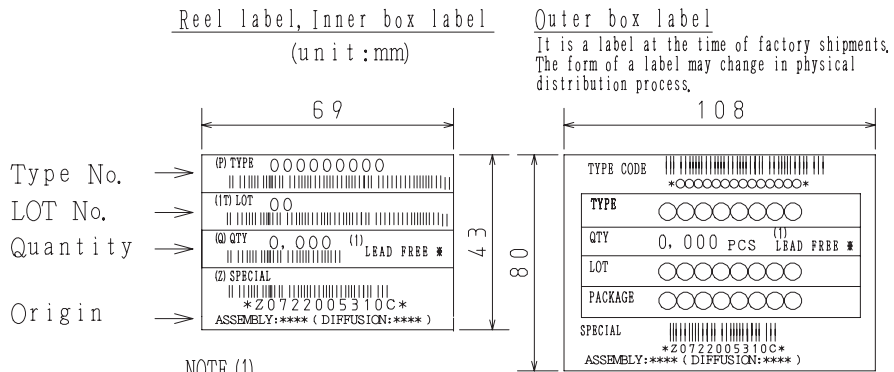 Reel label, Inner box label
(unit:mm)
Outer box label
It is a label at the time of factory shipments.
The form of a label may change in physical
distribution process.
69
108
Type No.
LOT No.
Quantity
Origin
(P) TYPE OOOOOOOOO
(1T) LOT OO
(Q) QTY 0,000 (1) LEAD FREE *
(Z) SPECIAL
*Z0722005310C*
ASSEMBLY:**** (DIFFUSION:****)
43
80
TYPE CODE
*○○○○○○○○○○○○○*
TYPE ○○○○○○○○
QTY 0,000 PCS (1) LEAD FREE *
LOT ○○○○○○○○
PACKAGE ○○○○○○○○
SPECIAL
*Z0722005310C*
ASSEMBLY:**** (DIFFUSION:****)
NOTE (1)